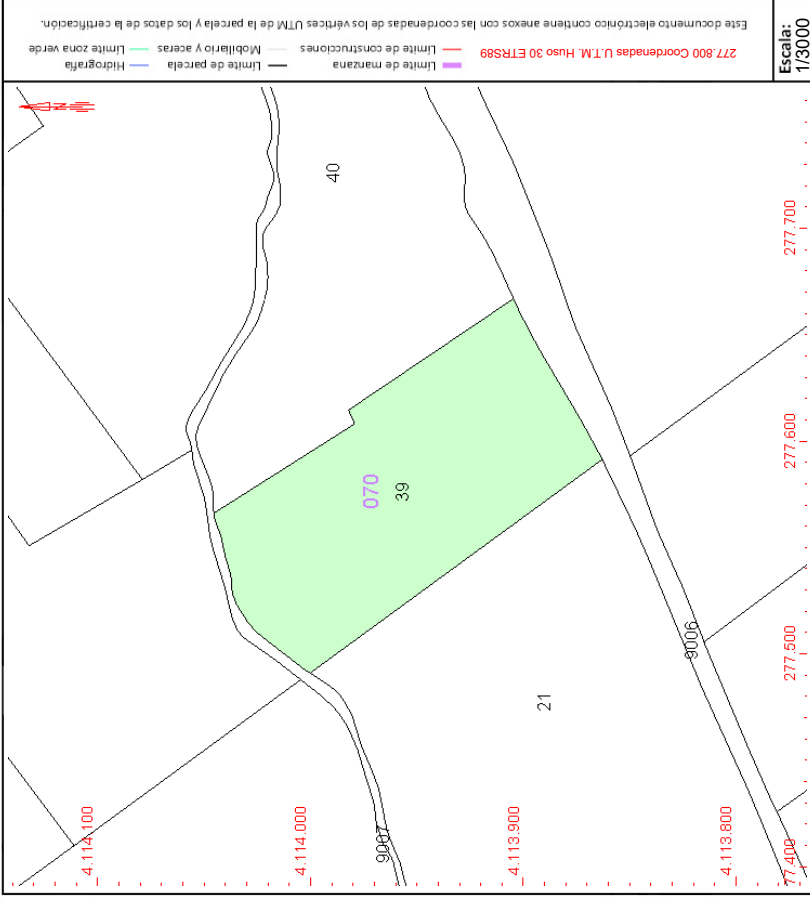 Este documento electrónico contiene anexos con las coordenadas de los vértices UTM de la parcela y los datos de la certificación.
277.800 Coordenadas U.T.M. Huso 30 ETRS89
Límite de manzana
Límite de parcela
Hidrografía
Límite de construcciones
Mobiliario y aceras
Límite zona verde
Escala:
1/3000
40
277.700
277.600
070
39
277.500
9006
21
4.114.100
4.114.000
4.113.900
4.113.800
9007
77.400